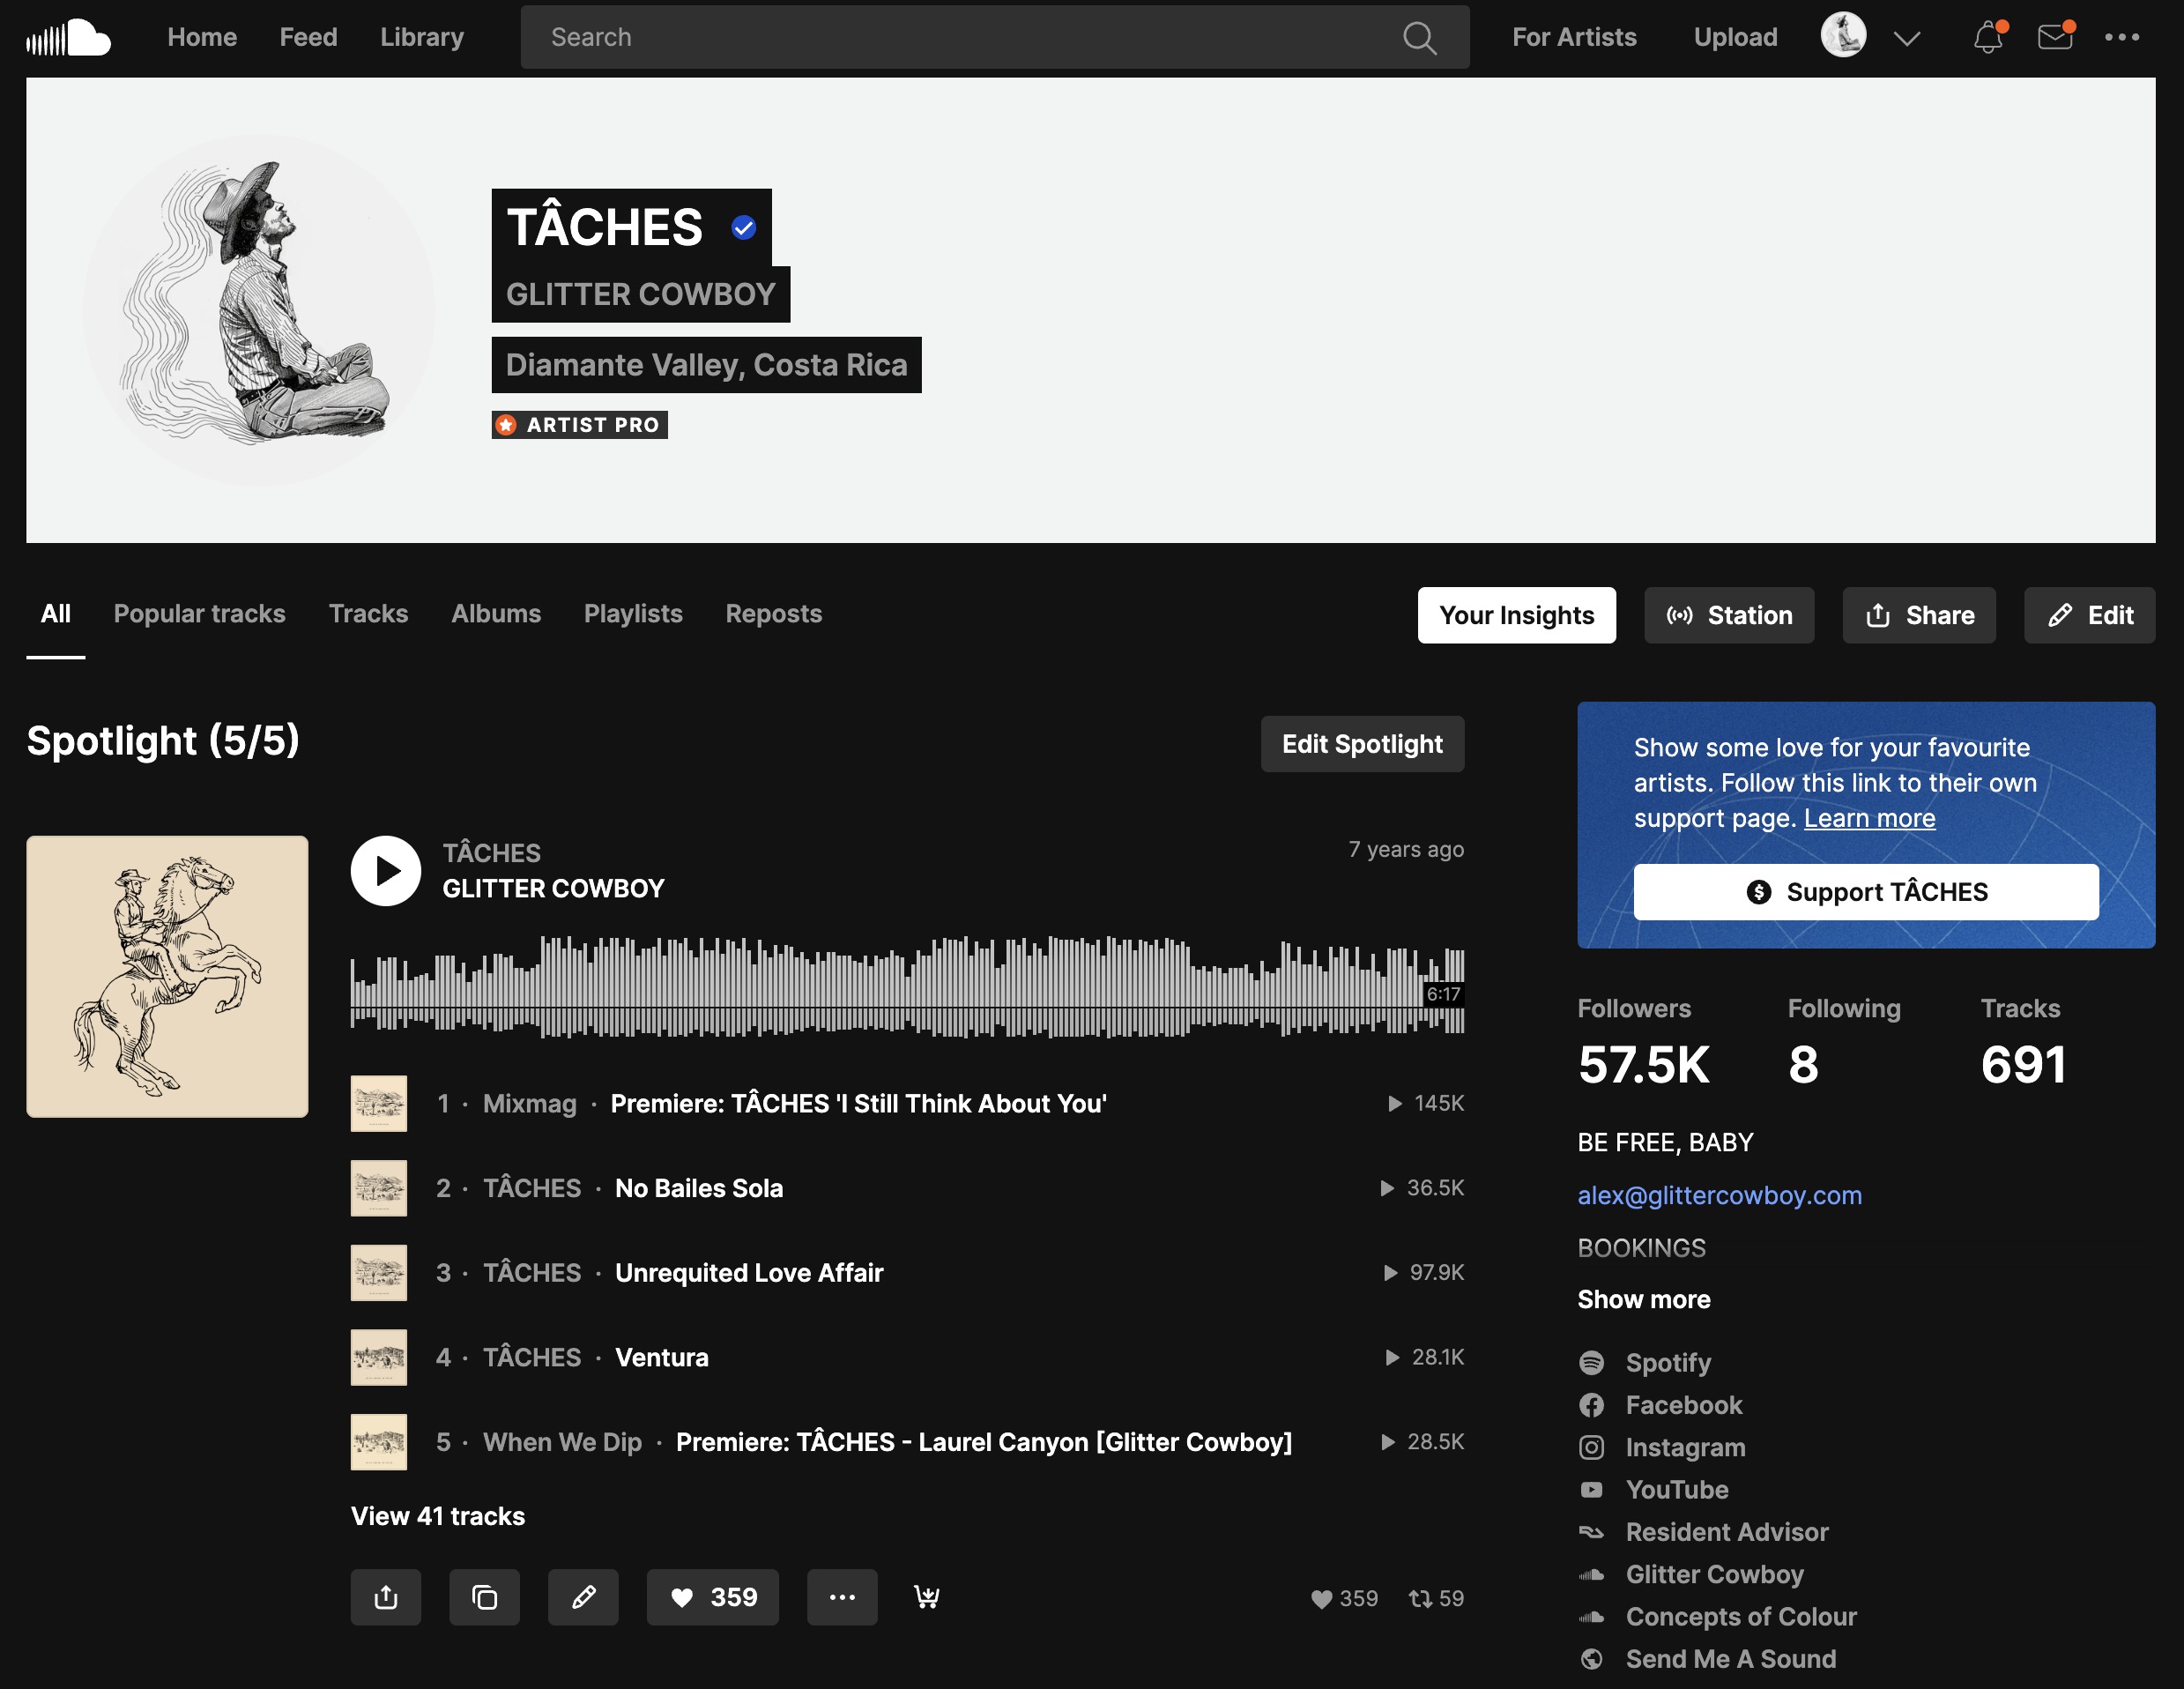 Home
Feed
Library
Search
For Artists
Upload
TÂCHES
GLITTER COWBOY
Diamante Valley, Costa Rica
ARTIST PRO
All
Popular tracks
Tracks
Albums
Playlists
Reposts
Your Insights
Station
Share
Edit
Spotlight (5/5)
Edit Spotlight
TÂCHES
7 years ago
GLITTER COWBOY
6:17
1 · Mixmag · Premiere: TÂCHES 'I Still Think About You' 145K
2 · TÂCHES · No Bailes Sola 36.5K
3 · TÂCHES · Unrequited Love Affair 97.9K
4 · TÂCHES · Ventura 28.1K
5 · When We Dip · Premiere: TÂCHES - Laurel Canyon [Glitter Cowboy] 28.5K
View 41 tracks
359
359
59
Show some love for your favourite
artists. Follow this link to their own
support page. Learn more
Support TÂCHES
Followers
57.5K
Following
8
Tracks
691
BE FREE, BABY
alex@glittercowboy.com
BOOKINGS
Show more
Spotify
Facebook
Instagram
YouTube
Resident Advisor
Glitter Cowboy
Concepts of Colour
Send Me A Sound